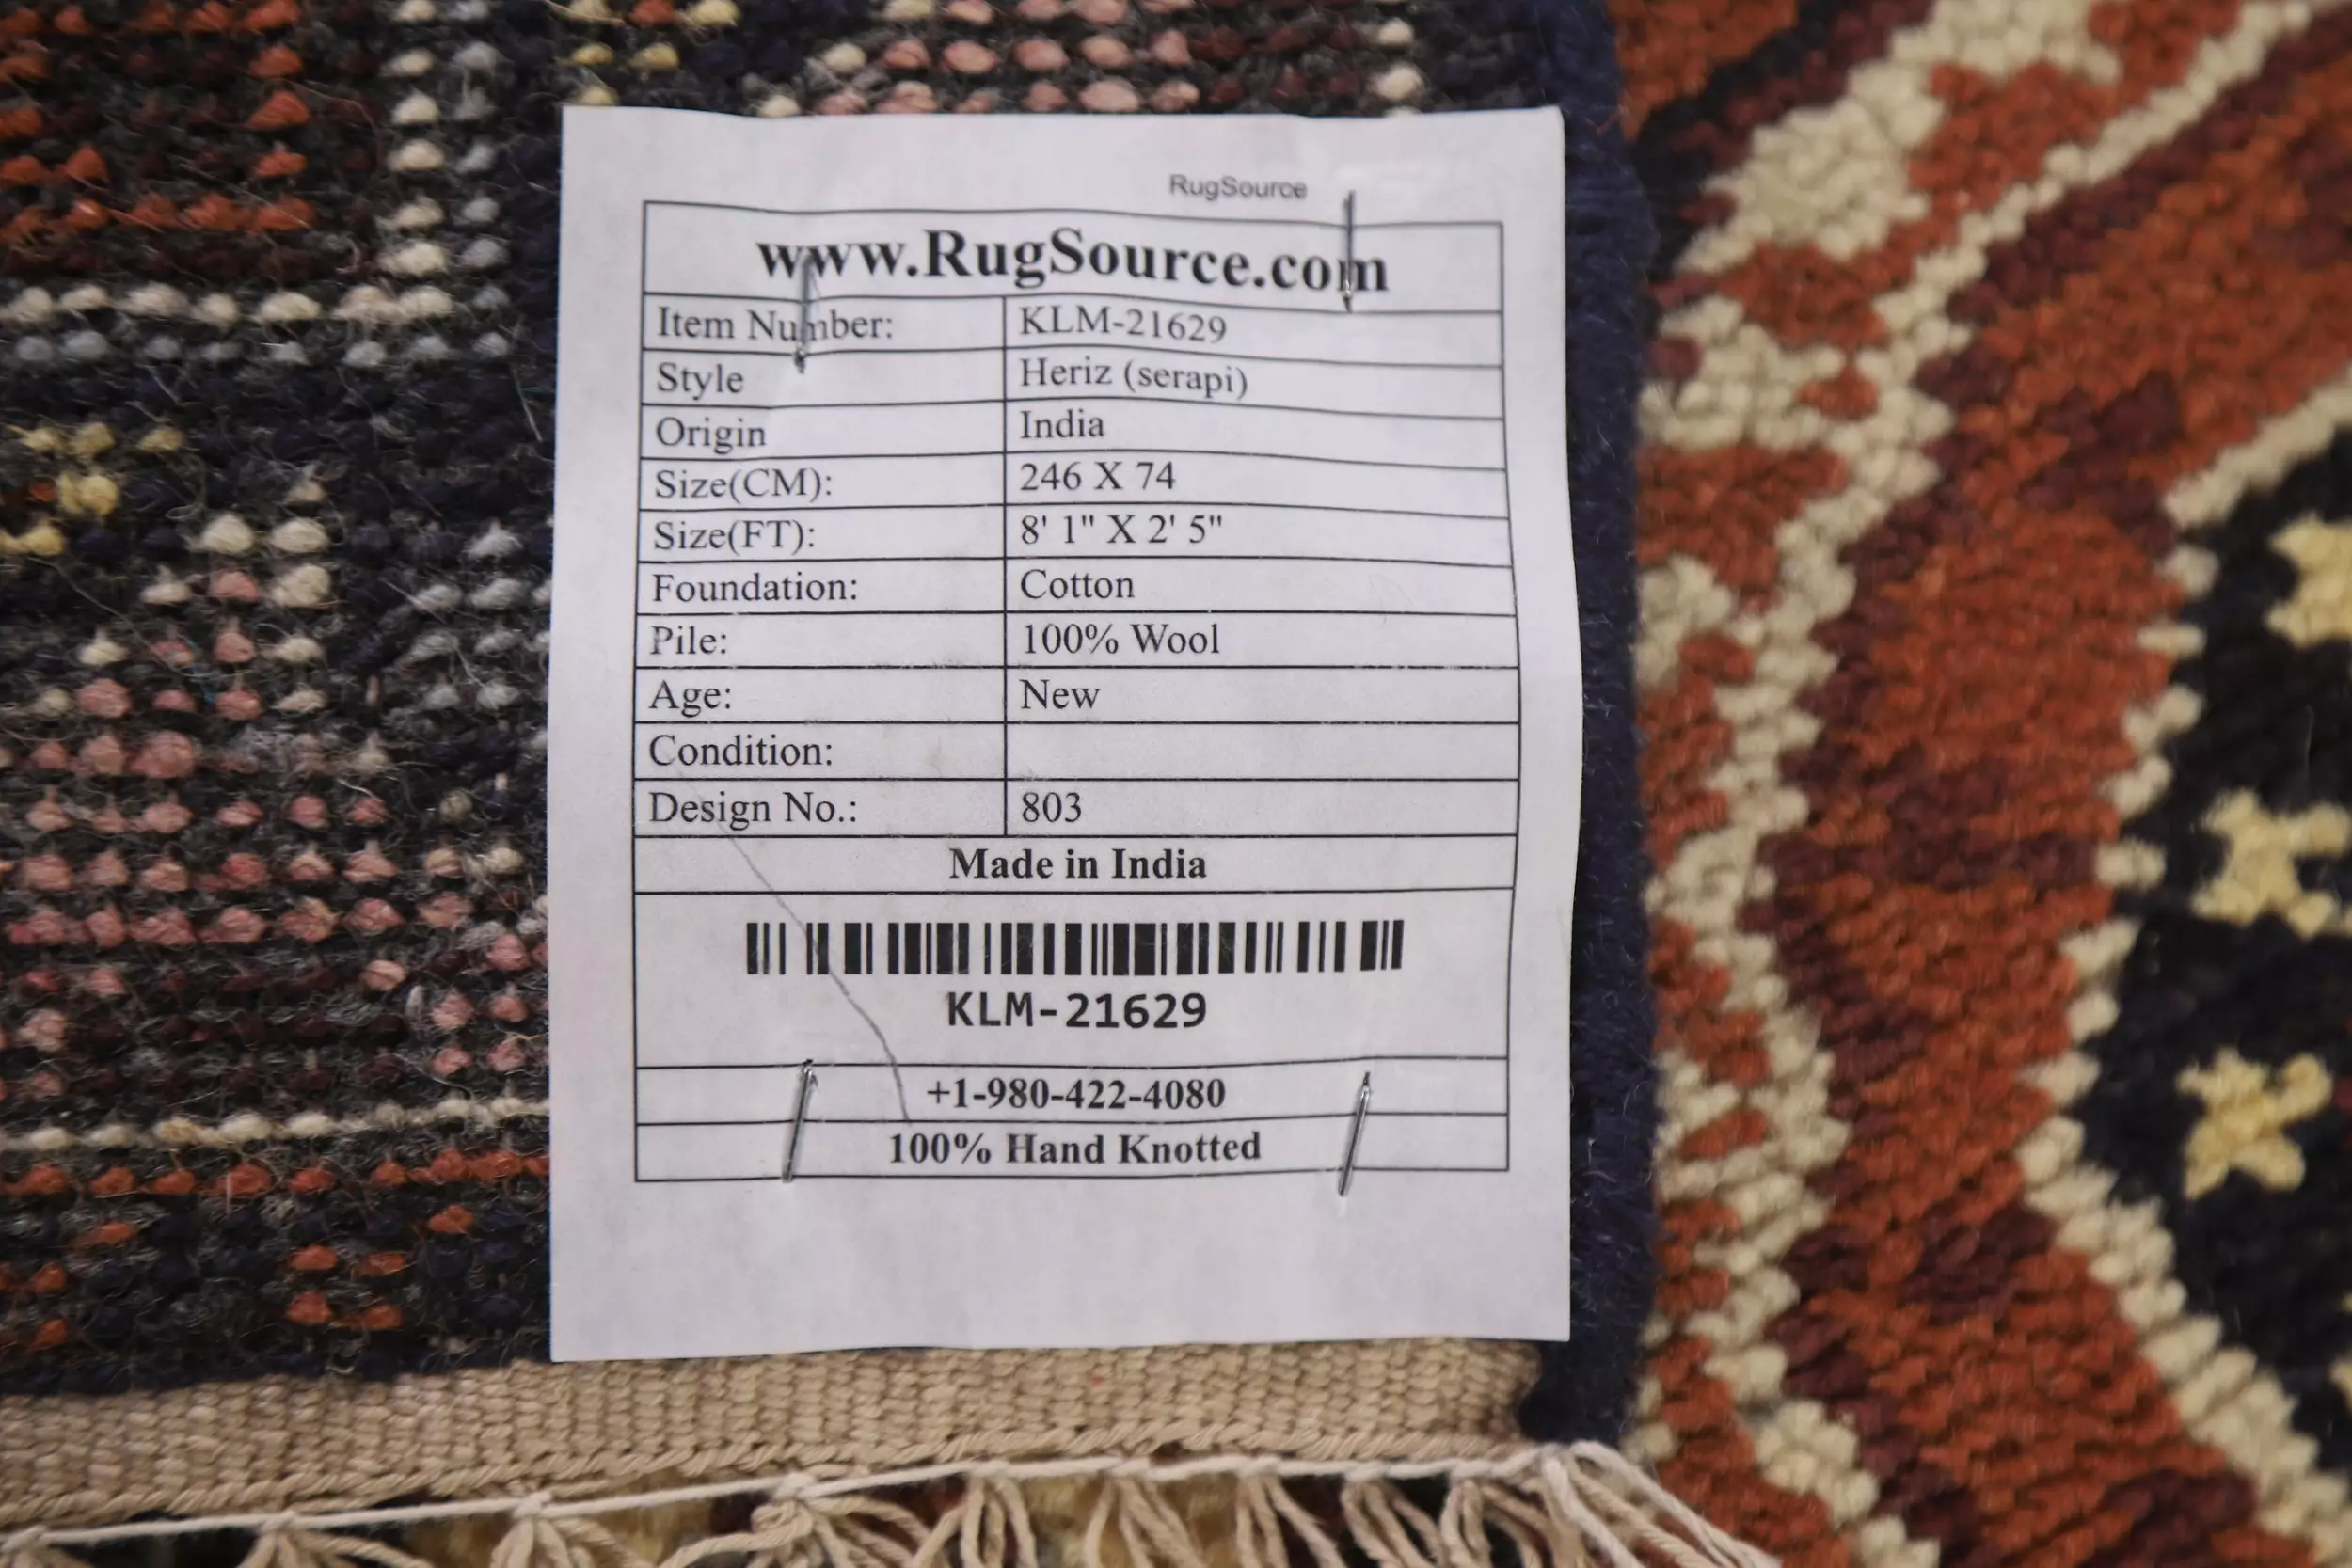 RugSource
www.RugSource.com
Item Number: KLM-21629
Style Heriz (serapi)
Origin India
Size(CM): 246 X 74
Size(FT): 8' 1" X 2' 5"
Foundation: Cotton
Pile: 100% Wool
Age: New
Condition:
Design No.: 803
Made in India
KLM-21629
+1-980-422-4080
100% Hand Knotted